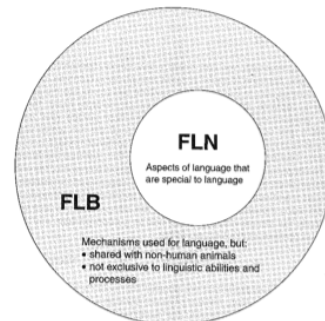 FLN
Aspects of language that
are special to language
FLB
Mechanisms used for language, but:
• shared with non-human animals
• not exclusive to linguistic abilities and
processes